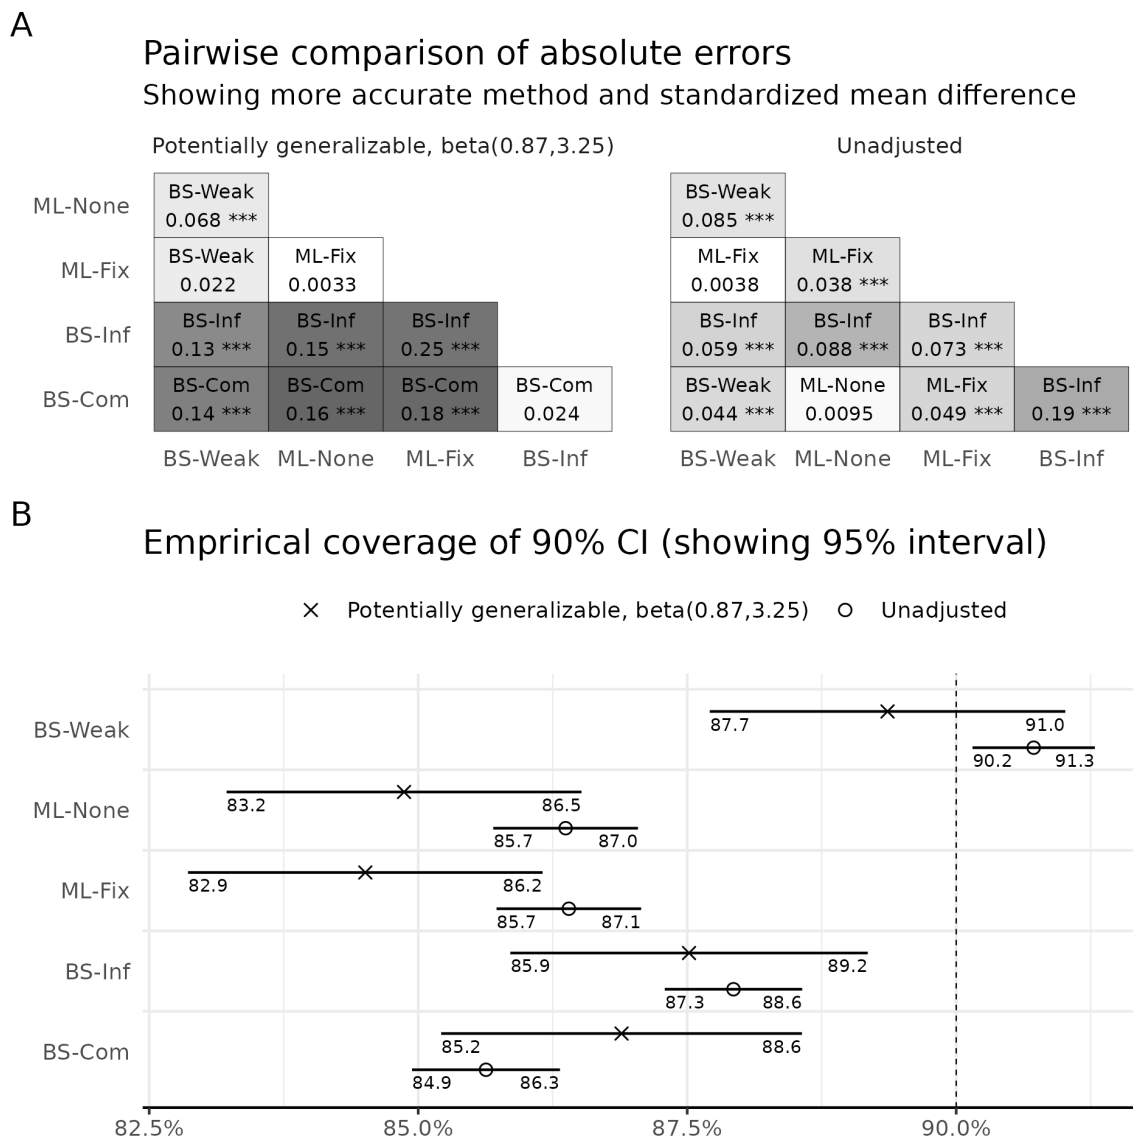 A
Pairwise comparison of absolute errors
Showing more accurate method and standardized mean difference
Potentially generalizable, beta(0.87,3.25)
Unadjusted
ML-None
BS-Weak
0.068 ***
BS-Weak
0.085 ***
ML-Fix
BS-Weak ML-Fix
0.022 0.0033
ML-Fix ML-Fix
0.0038 0.038 ***
BS-Inf
BS-Inf BS-Inf BS-Inf
0.13 *** 0.15 *** 0.25 ***
BS-Inf BS-Inf BS-Inf
0.059 *** 0.088 *** 0.073 ***
BS-Com
BS-Com BS-Com BS-Com BS-Com
0.14 *** 0.16 *** 0.18 *** 0.024
BS-Weak ML-None ML-Fix BS-Inf
0.044 *** 0.0095 0.049 *** 0.19 ***
BS-Weak ML-None ML-Fix BS-Inf
BS-Weak ML-None ML-Fix BS-Inf
B
Emprirical coverage of 90% CI (showing 95% interval)
Potentially generalizable, beta(0.87,3.25) Unadjusted
BS-Weak
87.7 91.0
90.2 91.3
ML-None
83.2 86.5
85.7 87.0
ML-Fix
82.9 86.2
85.7 87.1
BS-Inf
85.9 89.2
87.3 88.6
BS-Com
85.2 88.6
84.9 86.3
82.5% 85.0% 87.5% 90.0%